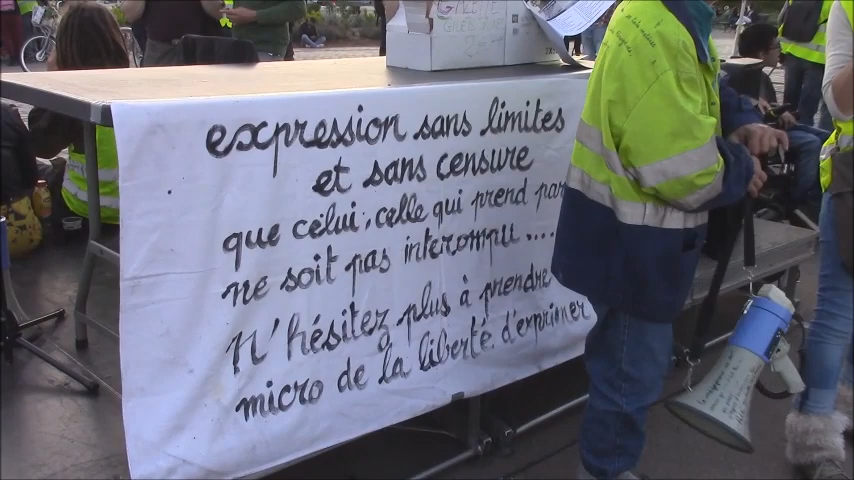 expression sans limites
et sans censure
que celui, celle qui prend par
ne soit pas interompu ....
N'hésitez plus à prendre
micro de la liberté d'exprimer